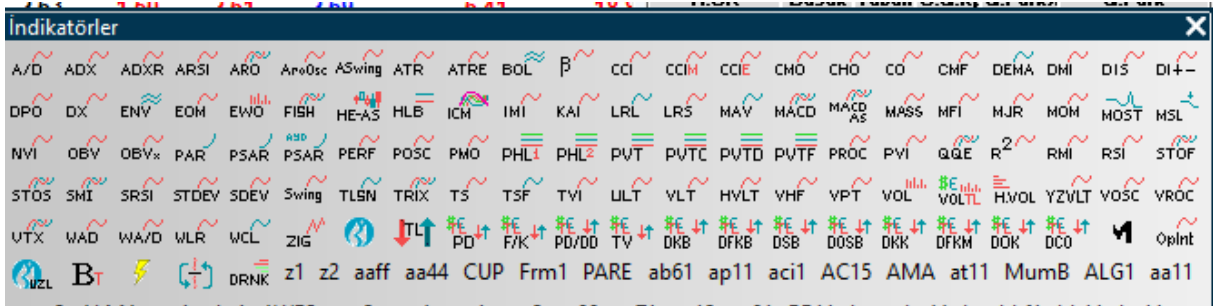 İndikatörler X
A/D ADX ADXR ARSI ARO AroOsc ASwing ATR ATRE BOL β CCI CCIM CCIE CMO CHO CO CMF DEMA DMI DIS DI+-
DPO DX ENV EOM EWO FISH HE-AS HLB ICM IMI KAI LRL LRS MAV MACD MACD AS MASS MFI MJR MOM MOST MSL
NVI OBV OBVx PAR PSAR AYD PSAR PERF POSC PMO PHL1 PHL2 PVT PVTC PVTD PVTF PROC PVI QQE R2 RMI RSI STOF
STOS SMI SRSI STDEV SDEV Swing TLSN TRIX TS TSF TVI ULT VLT HVLT VHF VPT VOL $€ VOLTL H.VOL YZVLT VOSC VROC
VTX WAD WA/D WLR WCL ZIG TL $€ PD $€ F/K $€ PD/DD $€ TV $€ DKB $€ DFKB $€ DSB $€ DOSB $€ DKK $€ DFKM $€ DOK $€ DCO M OpInt
UZL BT DRNK z1 z2 aaff aa44 CUP Frm1 PARE ab61 ap11 aci1 AC15 AMA at11 MumB ALG1 aa11